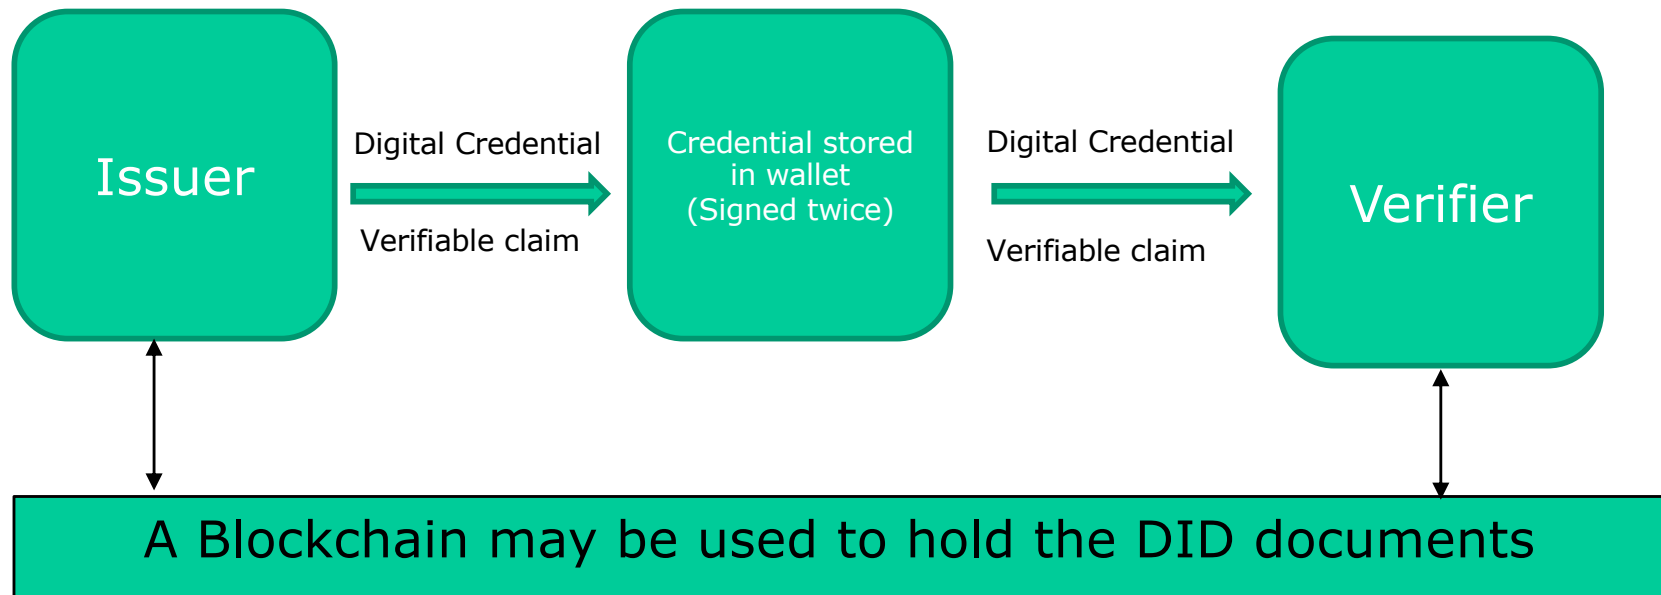 Issuer
Digital Credential
Verifiable claim
Credential stored
in wallet
(Signed twice)
Digital Credential
Verifiable claim
Verifier
A Blockchain may be used to hold the DID documents